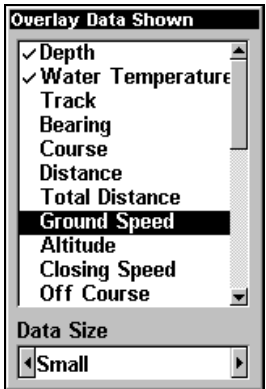 Overlay Data Shown
✓Depth
✓Water Temperature
Track
Bearing
Course
Distance
Total Distance
Ground Speed
Altitude
Closing Speed
Off Course
Data Size
Small